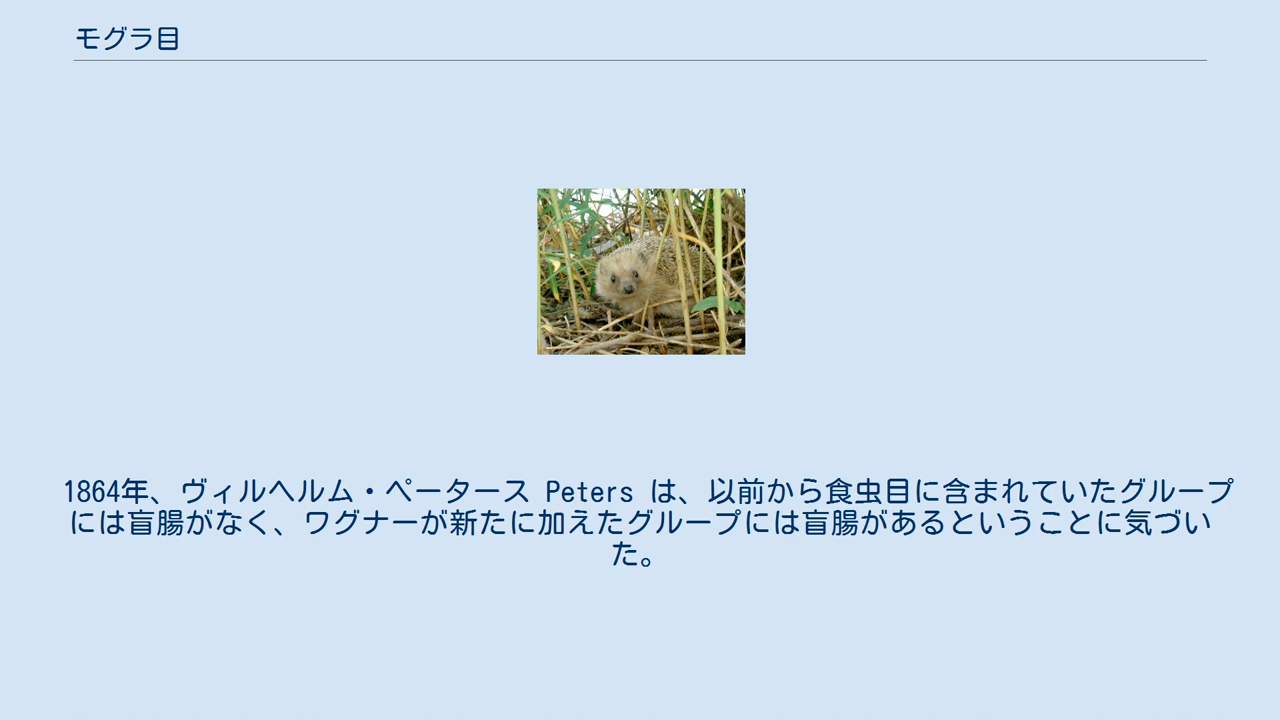 モグラ目
1864年、ヴィルヘルム・ペータース Peters は、以前から食虫目に含まれていたグループ
には盲腸がなく、ワグナーが新たに加えたグループには盲腸があるということに気づい
た。